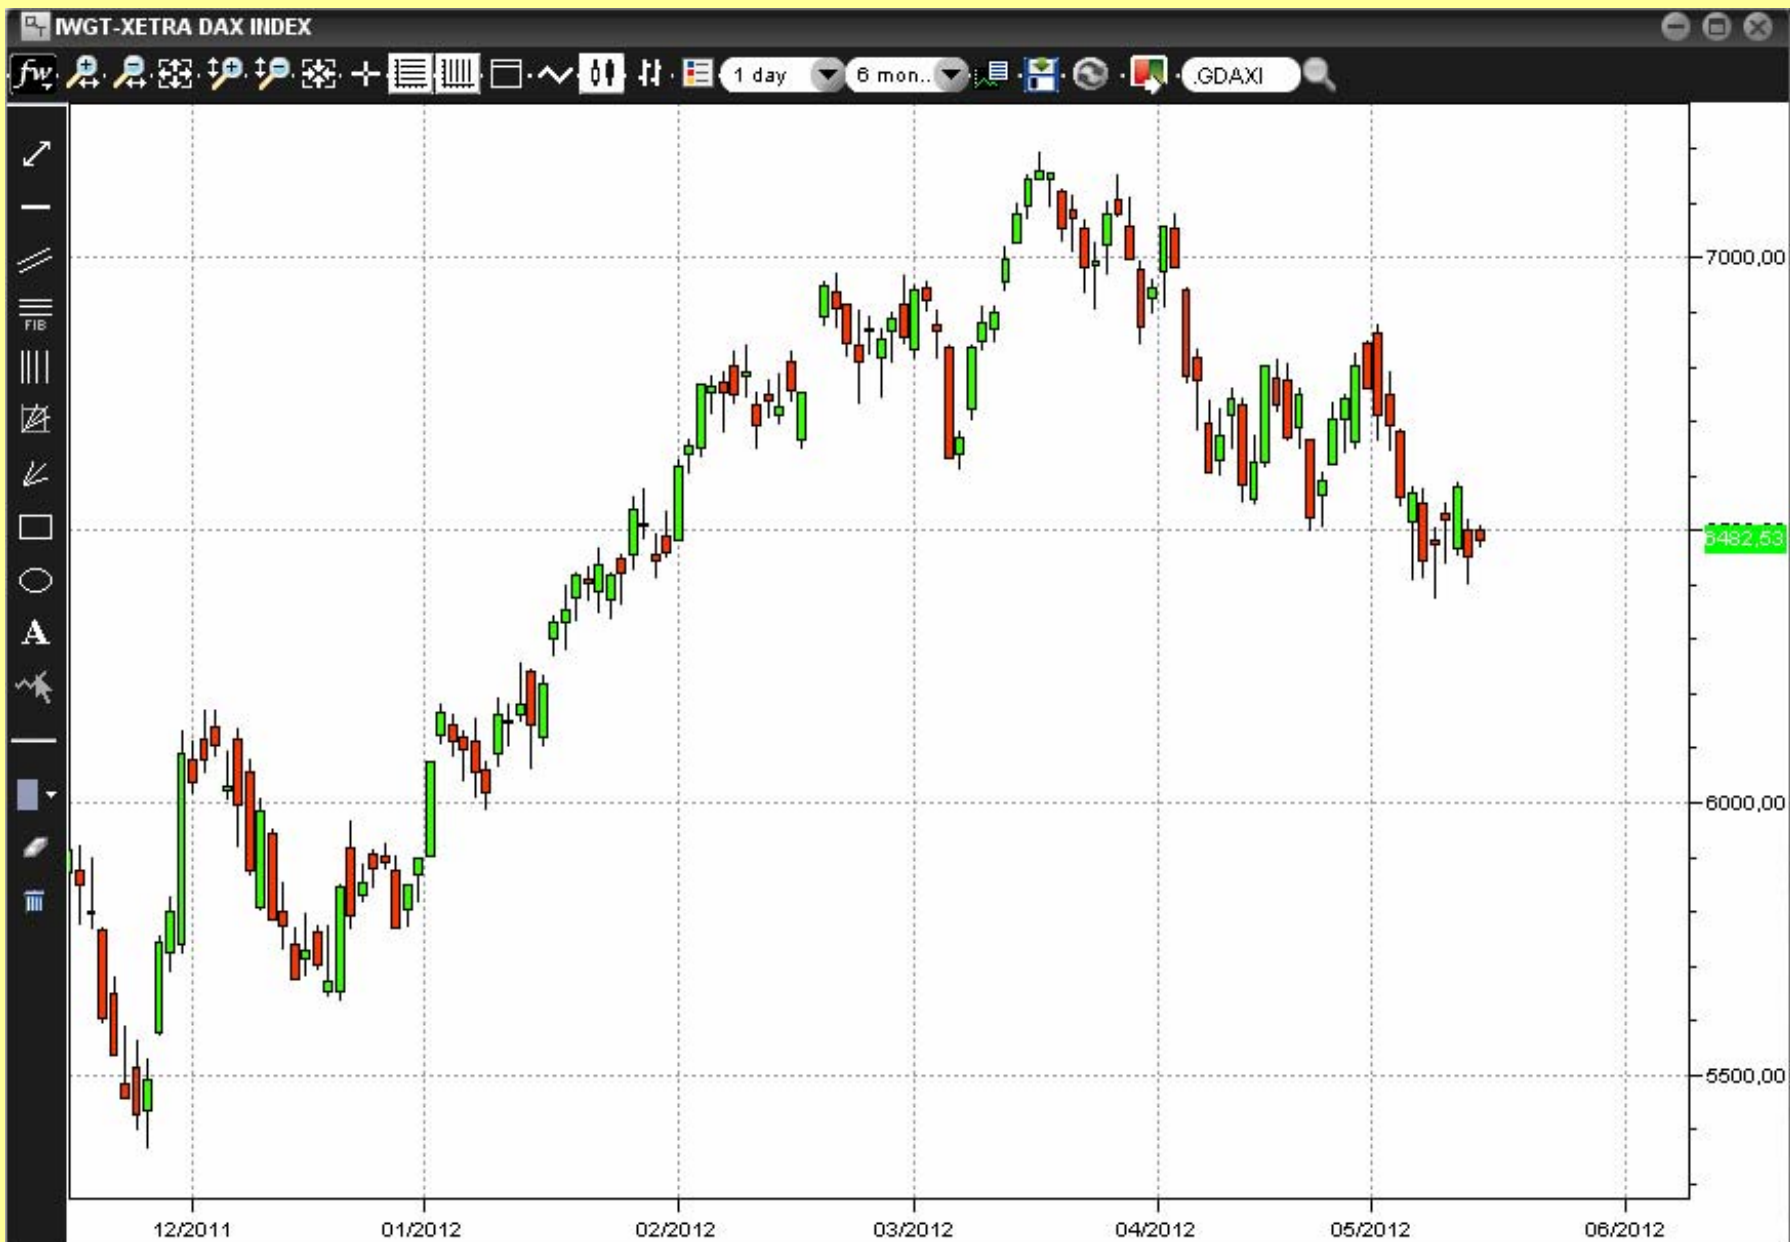 IWGT-XETRA DAX INDEX
fw 1 day 6 mon... .GDAXI
FIB
A
7000,00
6482,53
6000,00
5500,00
12/2011 01/2012 02/2012 03/2012 04/2012 05/2012 06/2012